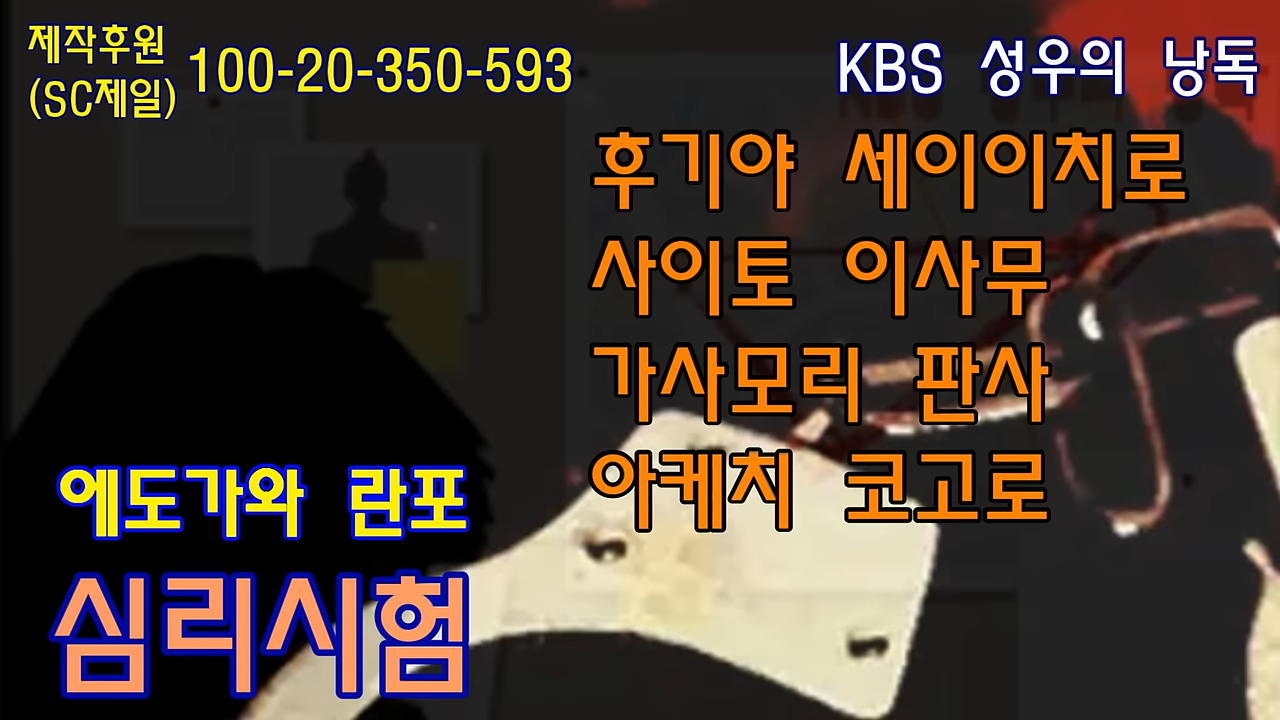 제작후원
(SC제일)
100-20-350-593
KBS 성우의 낭독
후기야 세이이치로
사이토 이사무
가사모리 판사
아케치 코고로
에도가와 란포
심리시험